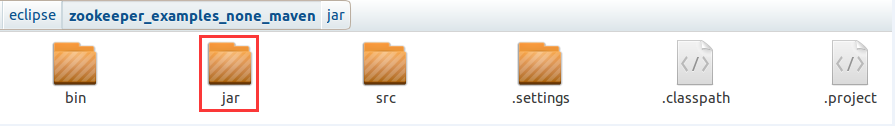 eclipse zookeeper_examples_none_maven jar
bin jar src .settings .classpath .project